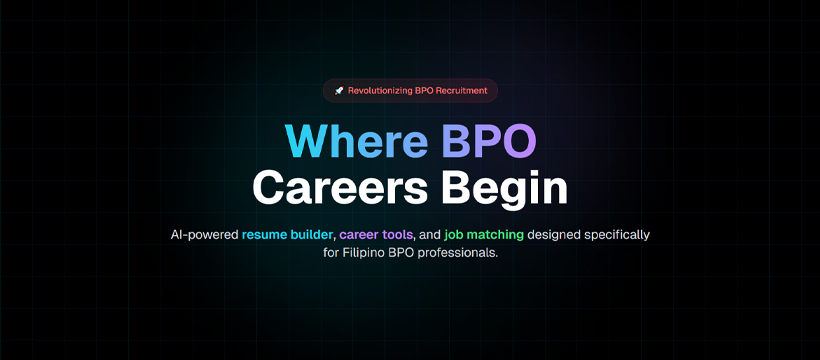 🚀 Revolutionizing BPO Recruitment
Where BPO
Careers Begin
AI-powered resume builder, career tools, and job matching designed specifically
for Filipino BPO professionals.